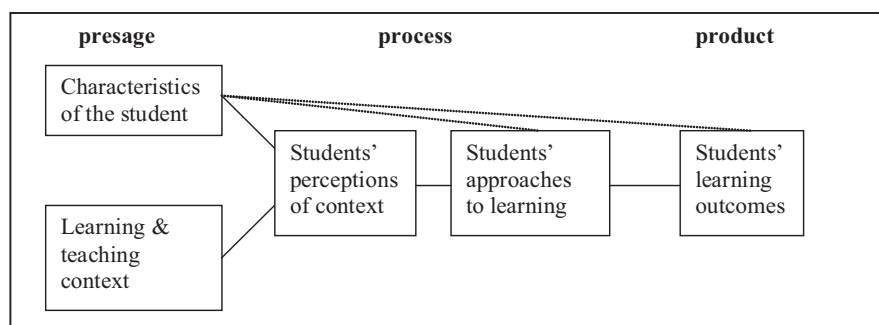 presage process product
Characteristics
of the student
Students'
perceptions
of context
Students'
approaches
to learning
Students'
learning
outcomes
Learning &
teaching
context